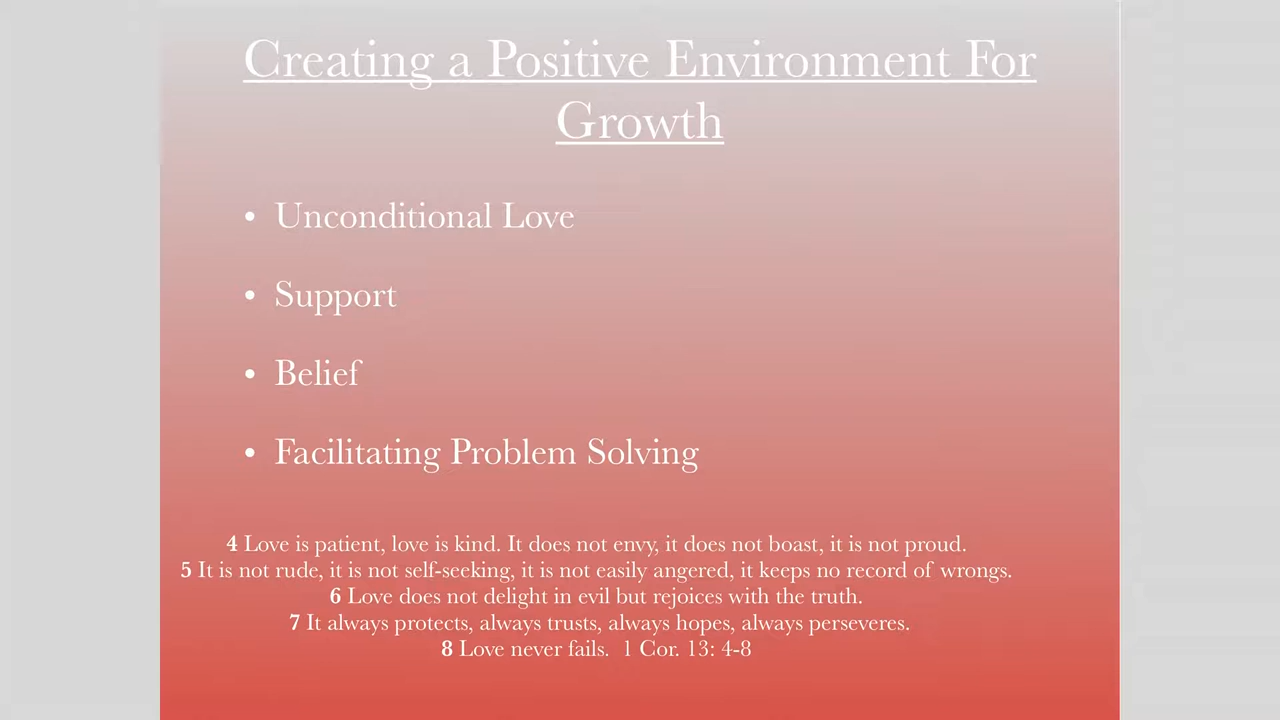 Creating a Positive Environment For
Growth
• Unconditional Love
• Support
• Belief
• Facilitating Problem Solving
4 Love is patient, love is kind. It does not envy, it does not boast, it is not proud.
5 It is not rude, it is not self-seeking, it is not easily angered, it keeps no record of wrongs.
6 Love does not delight in evil but rejoices with the truth.
7 It always protects, always trusts, always hopes, always perseveres.
8 Love never fails.  1 Cor. 13: 4-8